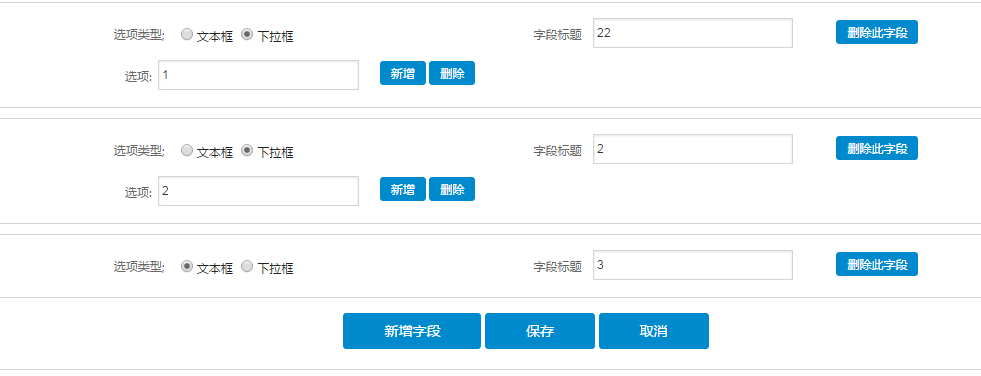 选项类型; 文本框 下拉框 字段标题 22 删除此字段
选项: 1 新增 删除
选项类型; 文本框 下拉框 字段标题 2 删除此字段
选项: 2 新增 删除
选项类型; 文本框 下拉框 字段标题 3 删除此字段
新增字段 保存 取消